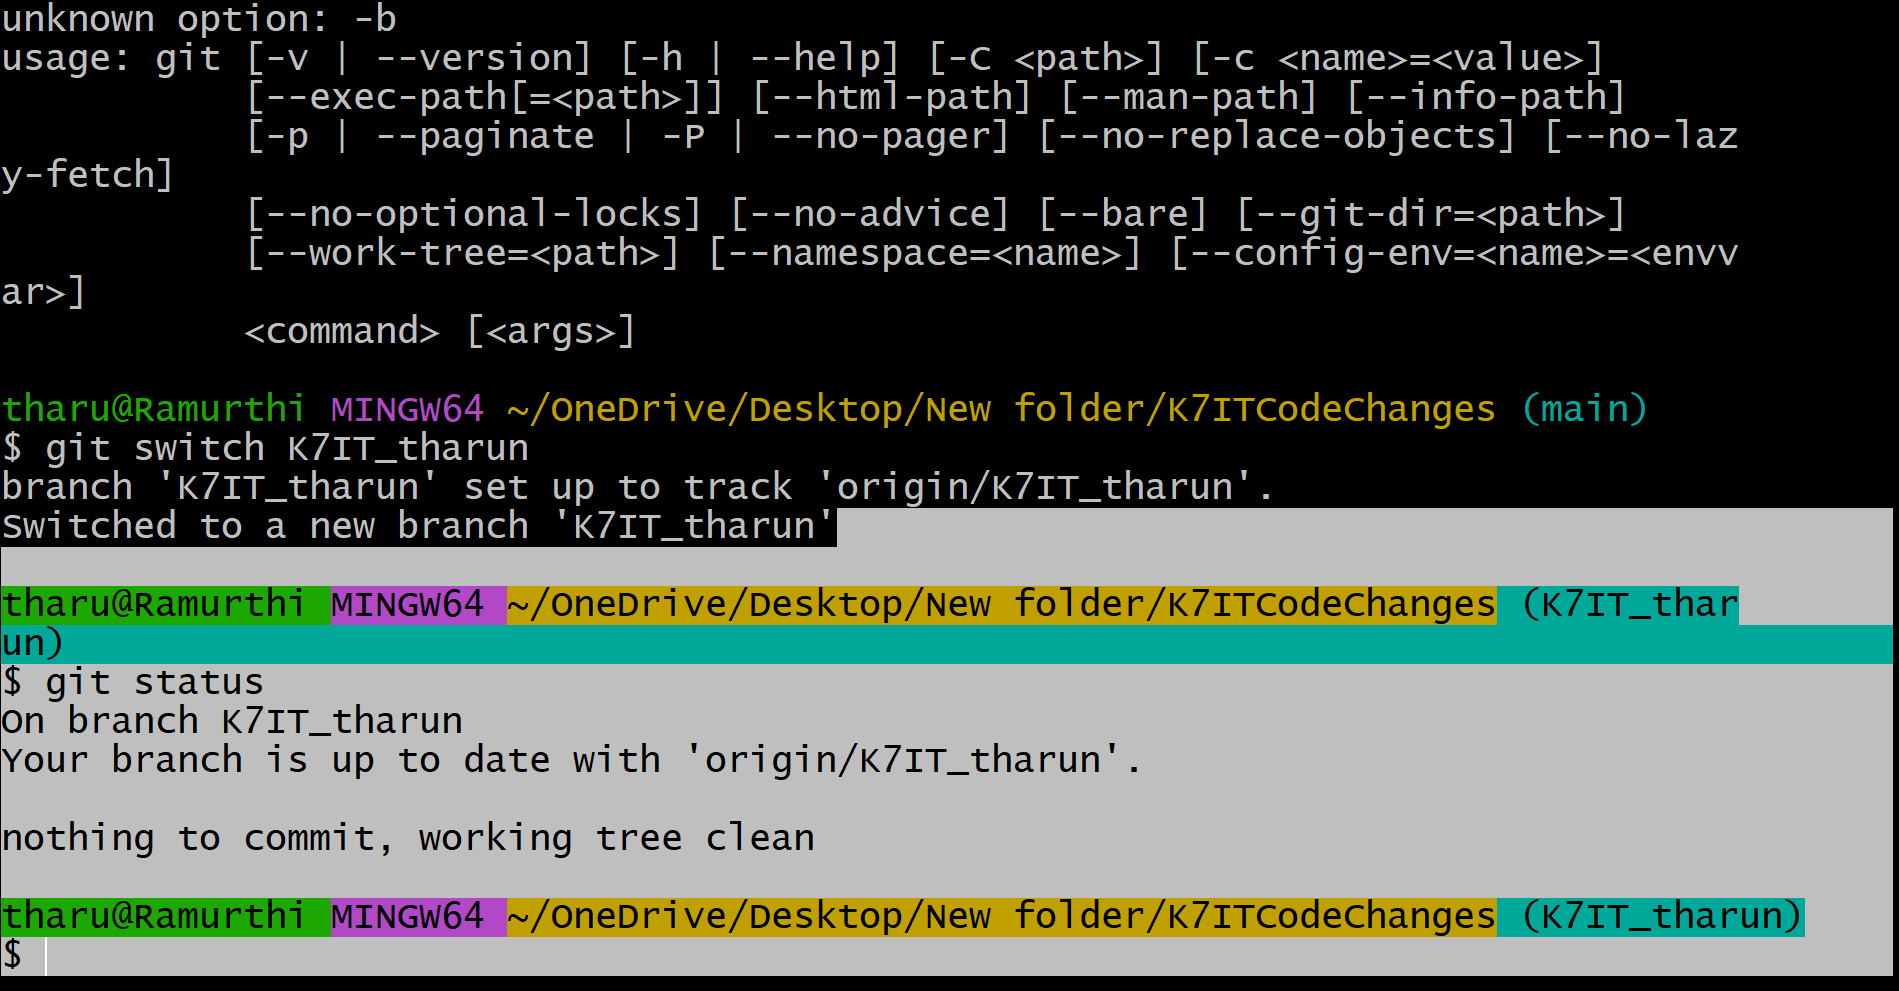 unknown option: -b
usage: git [-v | --version] [-h | --help] [-C <path>] [-c <name>=<value>]
           [--exec-path[=<path>]] [--html-path] [--man-path] [--info-path]
           [-p | --paginate | -P | --no-pager] [--no-replace-objects] [--no-laz
y-fetch]
           [--no-optional-locks] [--no-advice] [--bare] [--git-dir=<path>]
           [--work-tree=<path>] [--namespace=<name>] [--config-env=<name>=<envv
ar>]
           <command> [<args>]
tharu@Ramurthi MINGW64 ~/OneDrive/Desktop/New folder/K7ITCodeChanges (main)
$ git switch K7IT_tharun
branch 'K7IT_tharun' set up to track 'origin/K7IT_tharun'.
Switched to a new branch 'K7IT_tharun'
tharu@Ramurthi MINGW64 ~/OneDrive/Desktop/New folder/K7ITCodeChanges (K7IT_thar
un)
$ git status
On branch K7IT_tharun
Your branch is up to date with 'origin/K7IT_tharun'.
nothing to commit, working tree clean
tharu@Ramurthi MINGW64 ~/OneDrive/Desktop/New folder/K7ITCodeChanges (K7IT_tharun)
$